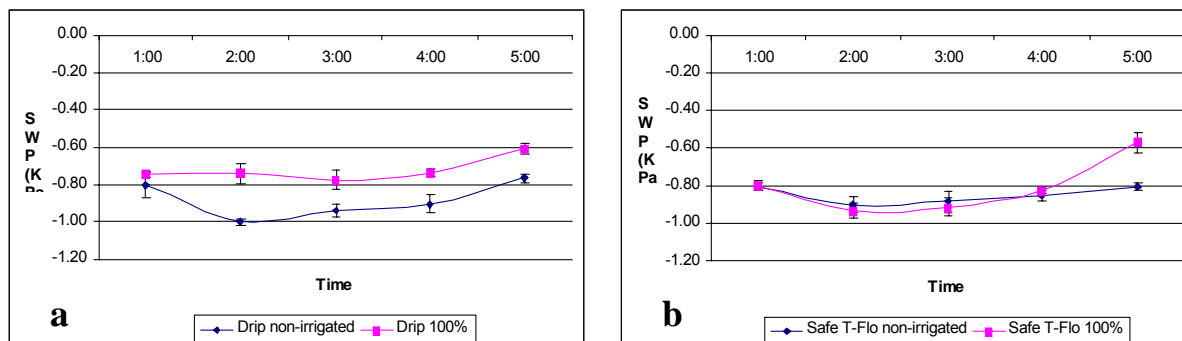 0.00
1:00 2:00 3:00 4:00 5:00
-0.20
-0.40
-0.60
-0.80
-1.00
-1.20
S
W
P
(K
Time
a
Drip non-irrigated Drip 100%
0.00
1:00 2:00 3:00 4:00 5:00
-0.20
-0.40
-0.60
-0.80
-1.00
-1.20
S
W
P
(K
Pa
Time
b
Safe T-Flo non-irrigated Safe T-Flo 100%